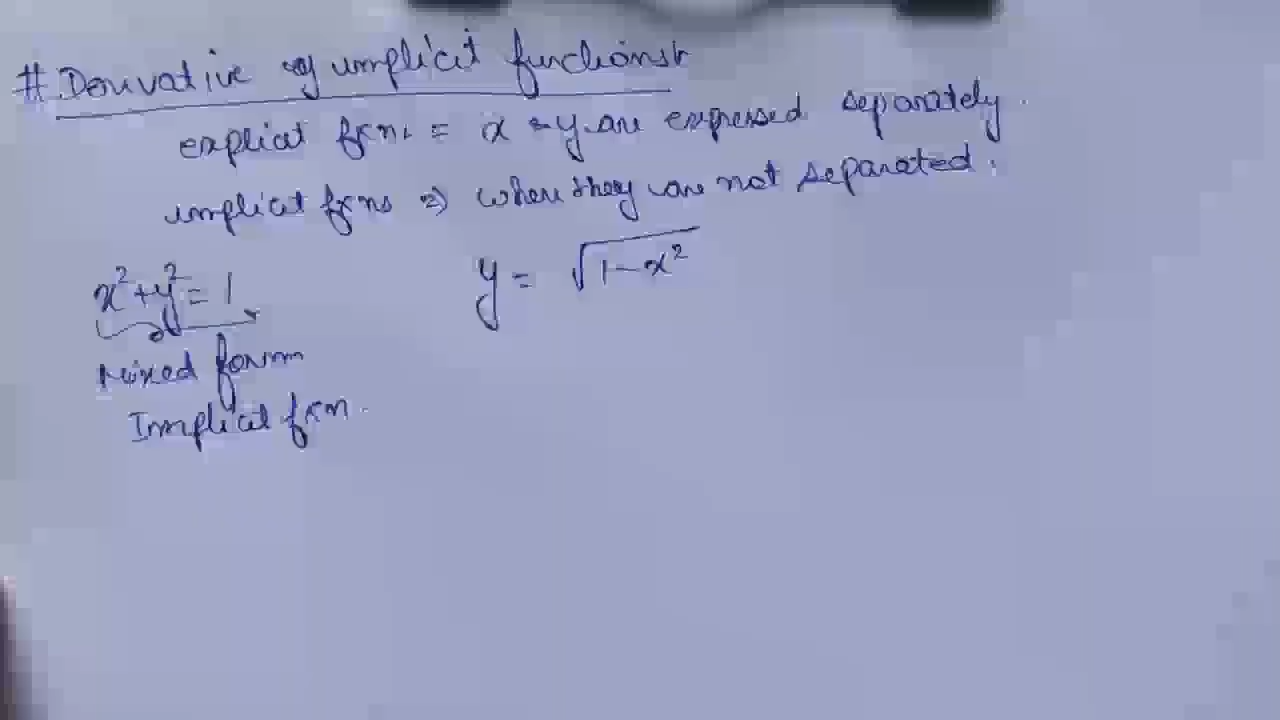 # Derivative of implicit functions
explicit fxn. = x & y are expressed separately.
implicit fxns => where they are not separated.
x² + y² = 1
y = √1-x²
Mixed form
Implicit fxn.